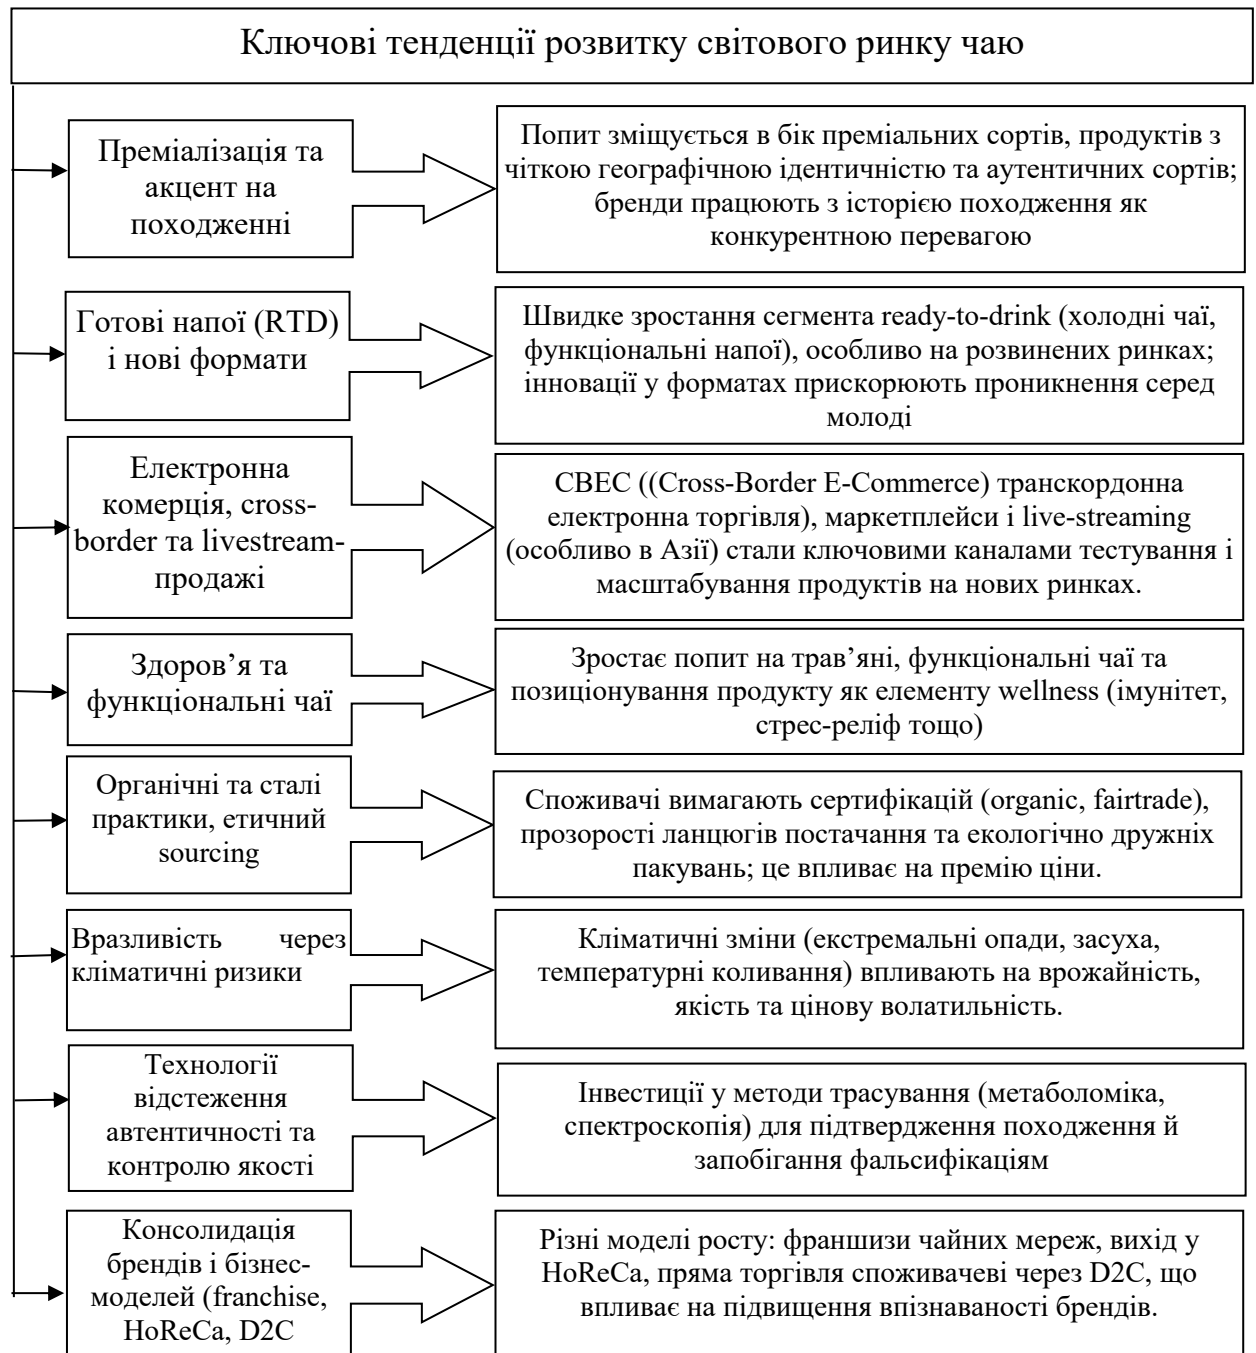 Ключові тенденції розвитку світового ринку чаю
Преміалізація та
акцент на
походженні
Попит зміщується в бік преміальних сортів, продуктів з
чіткою географічною ідентичністю та аутентичних сортів;
бренди працюють з історією походження як
конкурентною перевагою
Готові напої (RTD)
і нові формати
Швидке зростання сегмента ready-to-drink (холодні чаї,
функціональні напої), особливо на розвинених ринках;
інновації у форматах прискорюють проникнення серед
молоді
Електронна
комерція, cross-
border та livestream-
продажі
CBEC ((Cross-Border E-Commerce) транскордонна
електронна торгівля), маркетплейси і live-streaming
(особливо в Азії) стали ключовими каналами тестування і
масштабування продуктів на нових ринках.
Здоров’я та
функціональні чаї
Зростає попит на трав’яні, функціональні чаї та
позиціонування продукту як елементу wellness (імунітет,
стрес-реліф тощо)
Органічні та сталі
практики, етичний
sourcing
Споживачі вимагають сертифікацій (organic, fairtrade),
прозорості ланцюгів постачання та екологічно дружніх
пакувань; це впливає на премію ціни.
Вразливість через
кліматичні ризики
Кліматичні зміни (екстремальні опади, засуха,
температурні коливання) впливають на врожайність,
якість та цінову волатильність.
Технології
відстеження
автентичності та
контролю якості
Інвестиції у методи трасування (метаболоміка,
спектроскопія) для підтвердження походження й
запобігання фальсифікаціям
Консолидація
брендів і бізнес-
моделей (franchise,
HoReCa, D2C
Різні моделі росту: франшизи чайних мереж, вихід у
HoReCa, пряма торгівля споживачеві через D2C, що
впливає на підвищення впізнаваності брендів.